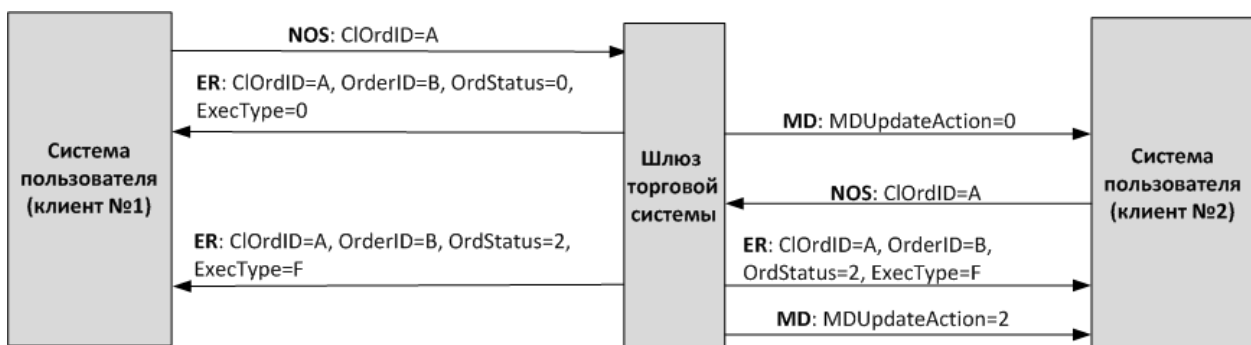 NOS: ClOrdID=A
ER: ClOrdID=A, OrderID=B, OrdStatus=0,
ExecType=0
MD: MDUpdateAction=0
Система
пользователя
(клиент №1)
Шлюз
торговой
системы
Система
пользователя
(клиент №2)
NOS: ClOrdID=A
ER: ClOrdID=A, OrderID=B, OrdStatus=2,
ExecType=F
ER: ClOrdID=A, OrderID=B,
OrdStatus=2, ExecType=F
MD: MDUpdateAction=2